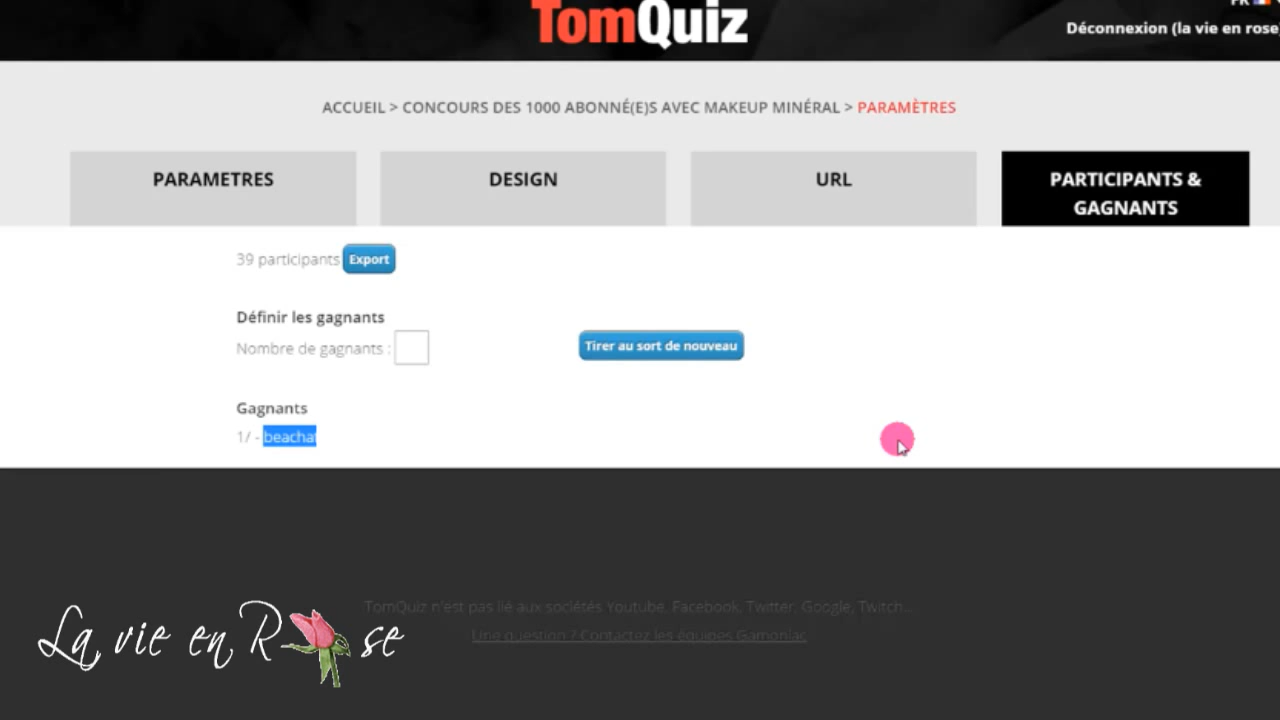 FR
TomQuiz
Déconnexion (la vie en rose)
ACCUEIL > CONCOURS DES 1000 ABONNÉ(E)S AVEC MAKEUP MINÉRAL > PARAMÈTRES
PARAMETRES
DESIGN
URL
PARTICIPANTS &
GAGNANTS
39 participants Export
Définir les gagnants
Nombre de gagnants :
Tirer au sort de nouveau
Gagnants
1/ - beachat
TomQuiz n'est pas lié aux sociétés Youtube, Facebook, Twitter, Google, Twitch...
Une question ? Contactez les équipes Gamoniac
La vie en Rose